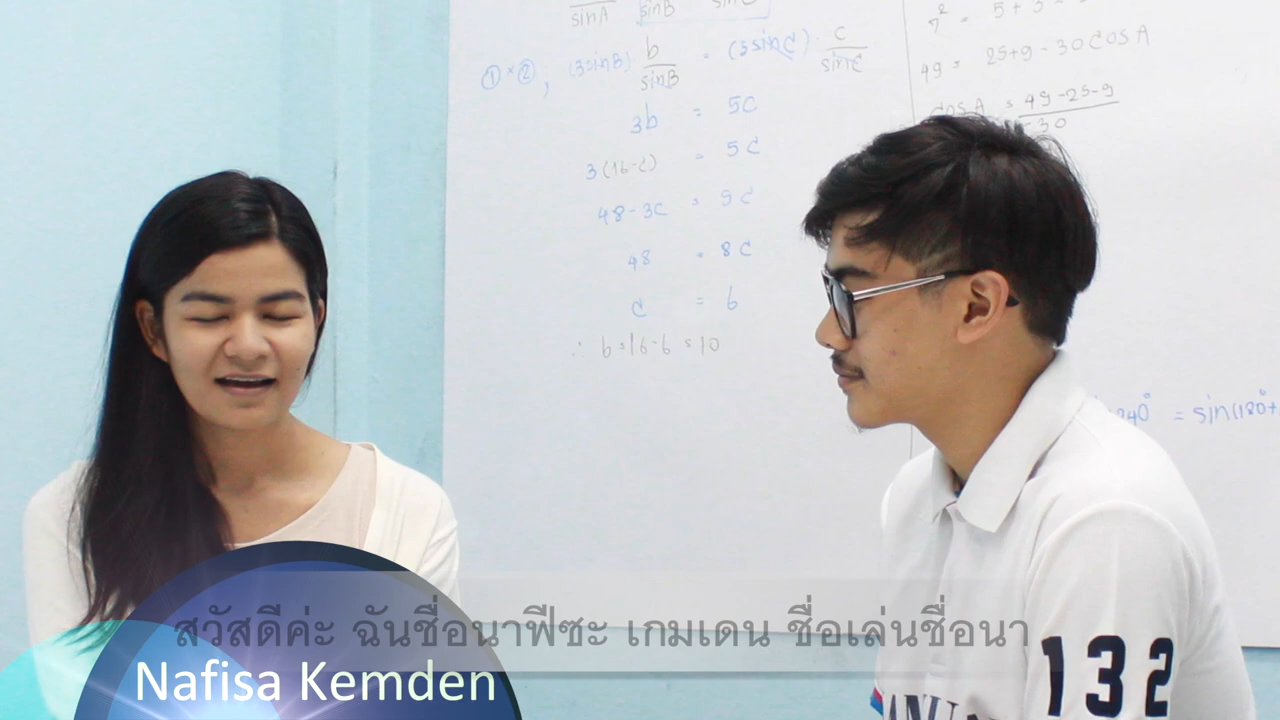 sinA sinB
① × ②, (3sinB) b/sinB = (3sinC) c/sinC
3b = 5c
3(16-c) = 5c
48-3c = 5c
48 = 8c
c = 6
∴ b = 16-6 = 10
49 = 25+9-30cosA
cosA = 49-25-9/-30
240° = sin(180°+
สวัสดีค่ะ ฉันชื่อนาฟีซะ เกมเดน ชื่อเล่นชื่อนา
Nafisa Kemden
132